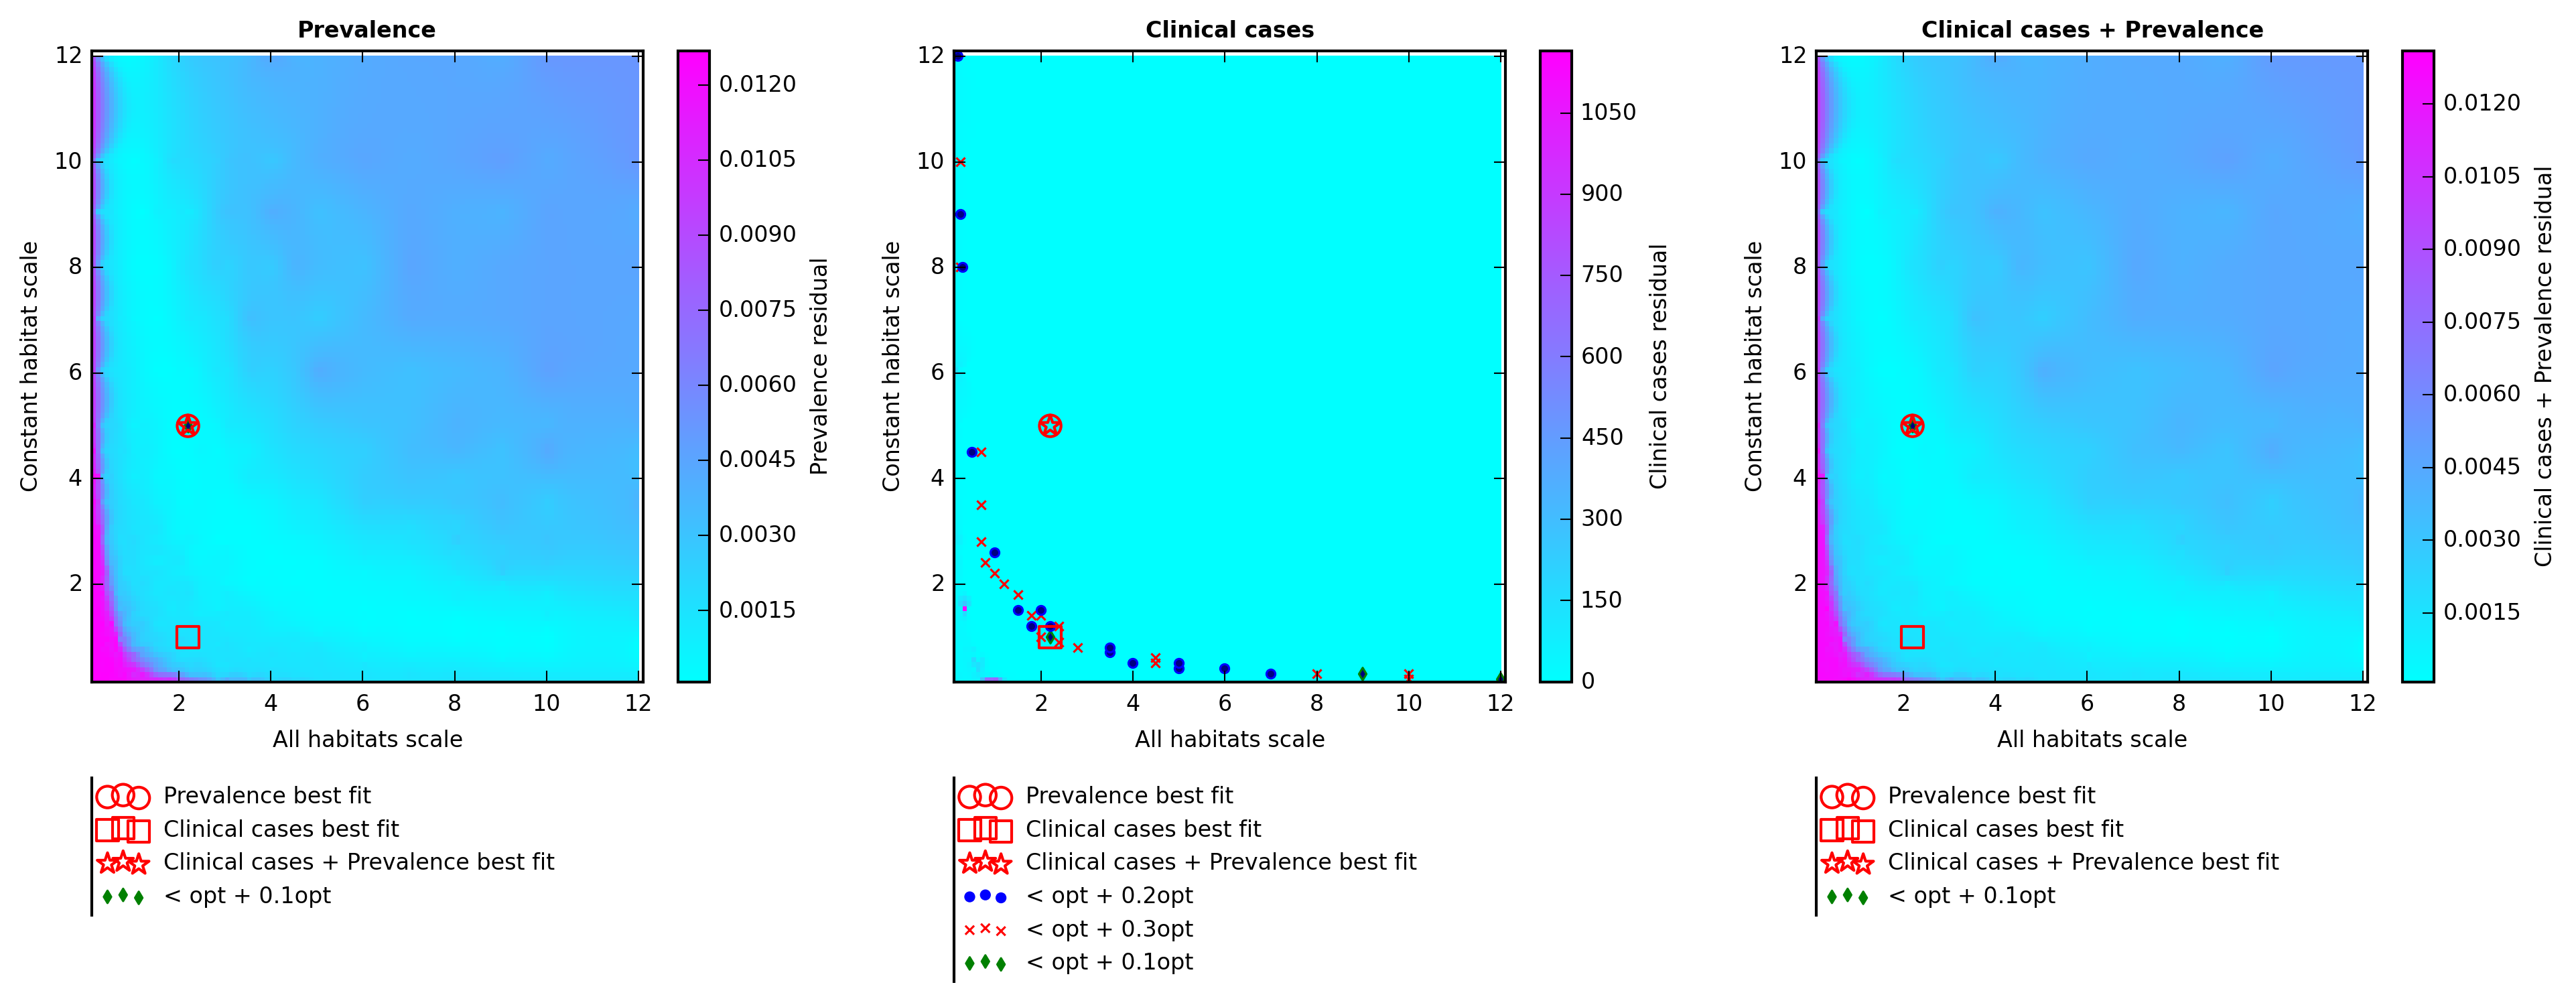 Prevalence
12
10
8
6
4
2
2 4 6 8 10 12
Constant habitat scale
All habitats scale
0.0120
0.0105
0.0090
0.0075
0.0060
0.0045
0.0030
0.0015
Prevalence residual
Prevalence best fit
Clinical cases best fit
Clinical cases + Prevalence best fit
< opt + 0.1opt
Clinical cases
12
10
8
6
4
2
2 4 6 8 10 12
Constant habitat scale
All habitats scale
1050
900
750
600
450
300
150
0
Clinical cases residual
Prevalence best fit
Clinical cases best fit
Clinical cases + Prevalence best fit
< opt + 0.2opt
< opt + 0.3opt
< opt + 0.1opt
Clinical cases + Prevalence
12
10
8
6
4
2
2 4 6 8 10 12
Constant habitat scale
All habitats scale
0.0120
0.0105
0.0090
0.0075
0.0060
0.0045
0.0030
0.0015
Clinical cases + Prevalence residual
Prevalence best fit
Clinical cases best fit
Clinical cases + Prevalence best fit
< opt + 0.1opt